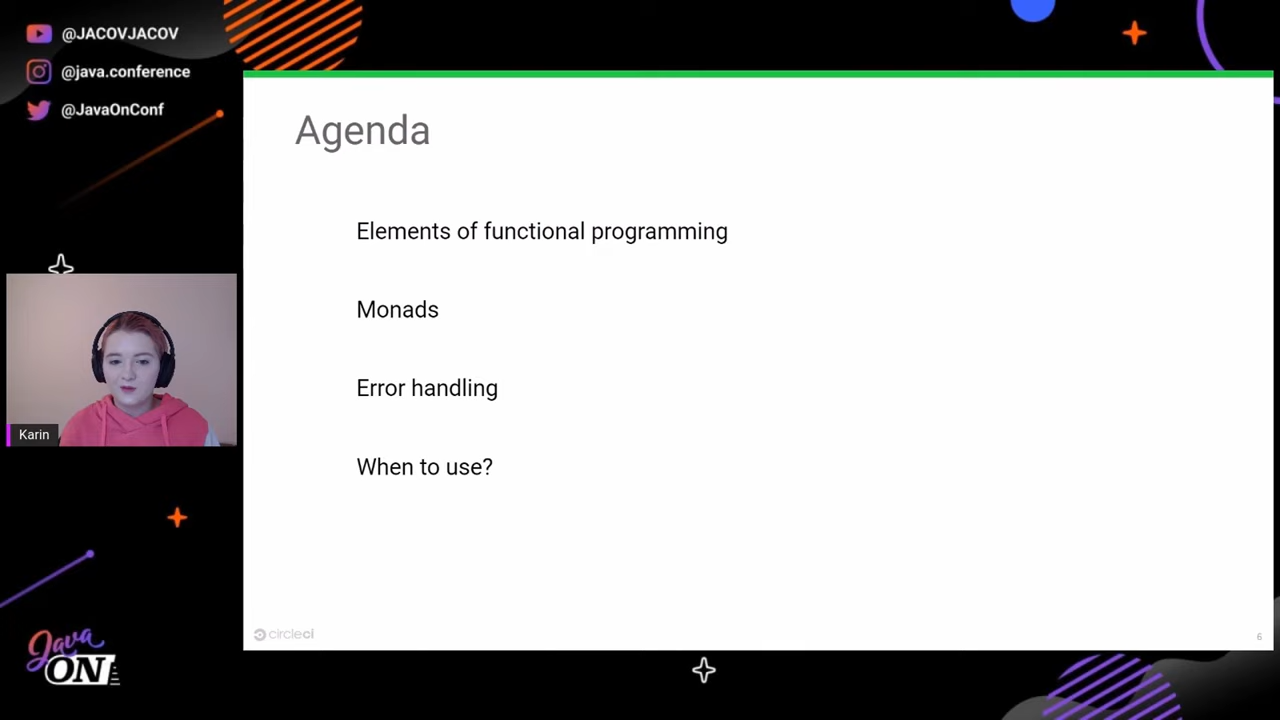 @JACOVJACOV
@java.conference
@JavaOnConf
Agenda
Elements of functional programming
Monads
Error handling
When to use?
Karin
circleci
6
Java
ON